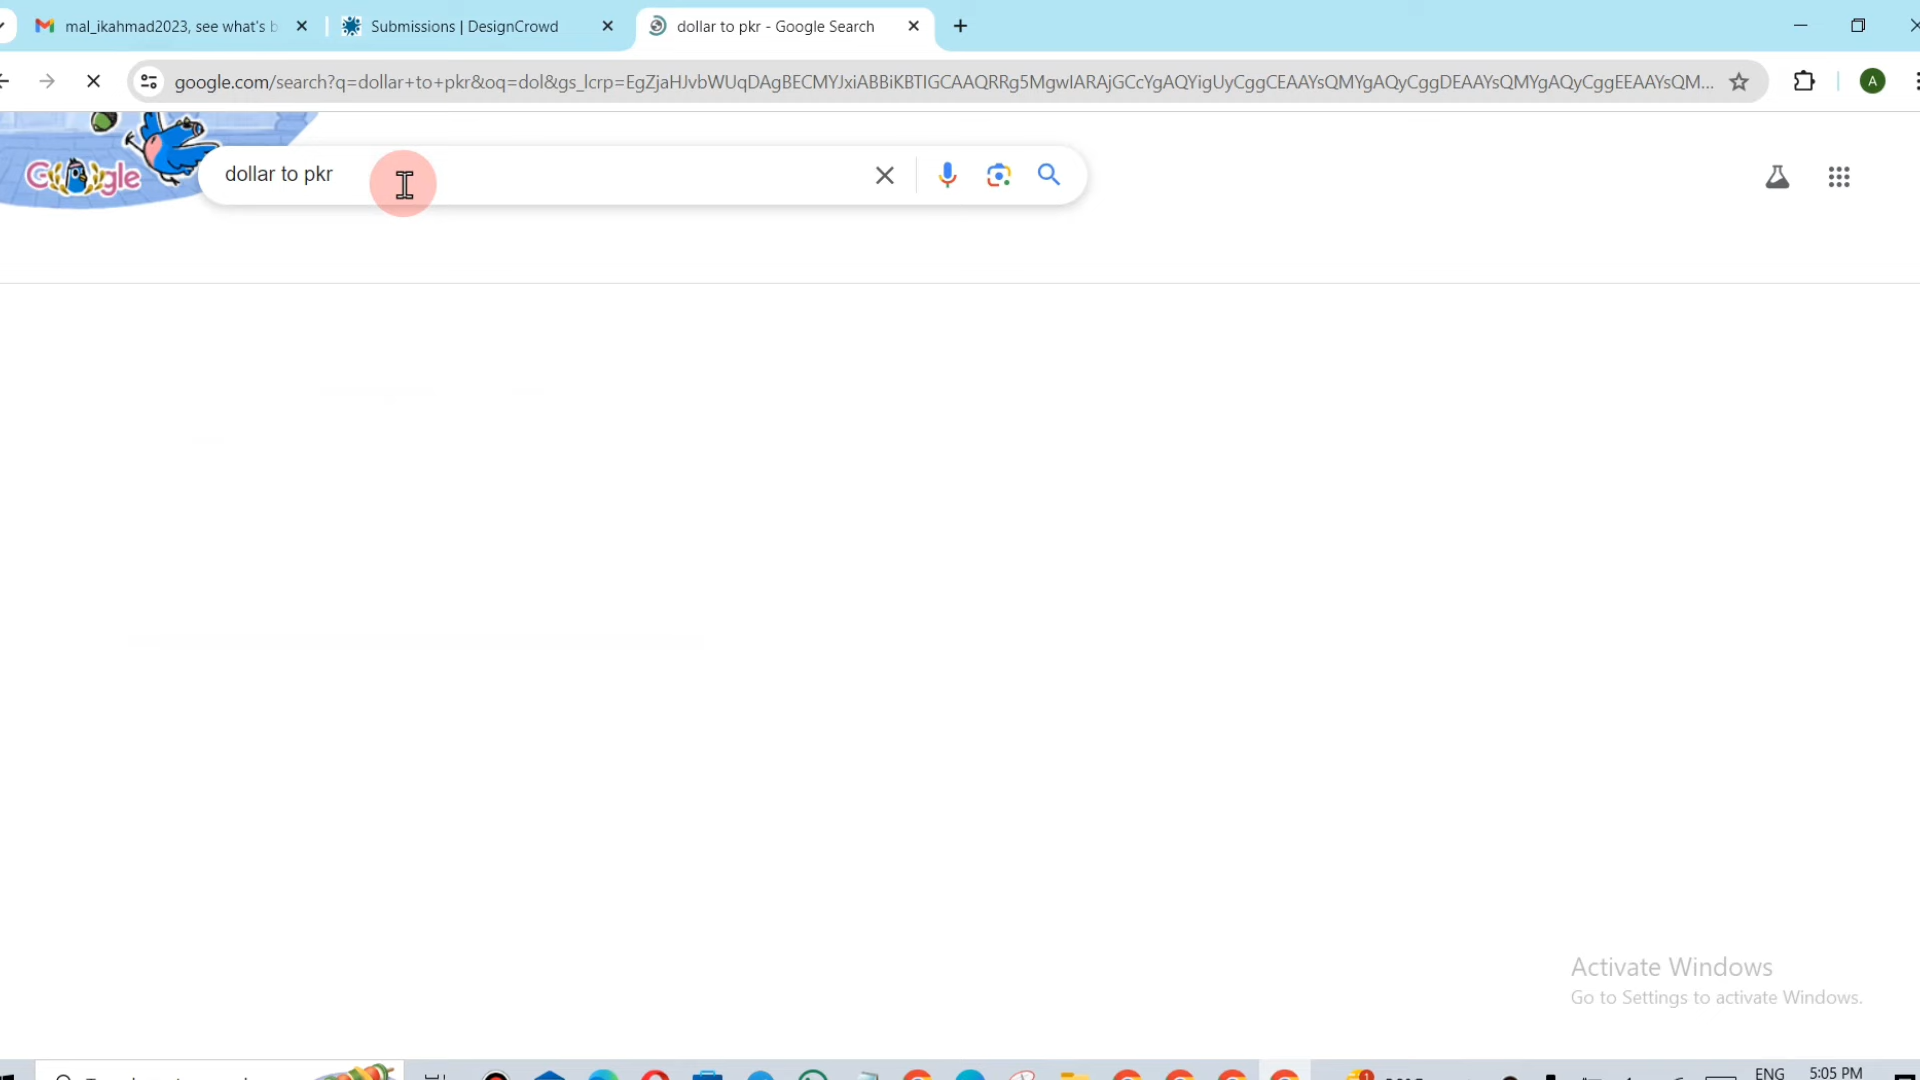 mal_ikahmad2023, see what's b
Submissions | DesignCrowd
dollar to pkr - Google Search
google.com/search?q=dollar+to+pkr&oq=dol&gs_lcrp=EgZjaHJvbWUqDAgBECMYJxiABBiKBTIGCAAQRRg5MgwIARAjGCcYgAQYigUyCggCEAAYsQMYgAQyCggDEAAYsQMYgAQyCggEEAAYsQM...
A
Google
dollar to pkr
Activate Windows
Go to Settings to activate Windows.
ENG
5:05 PM